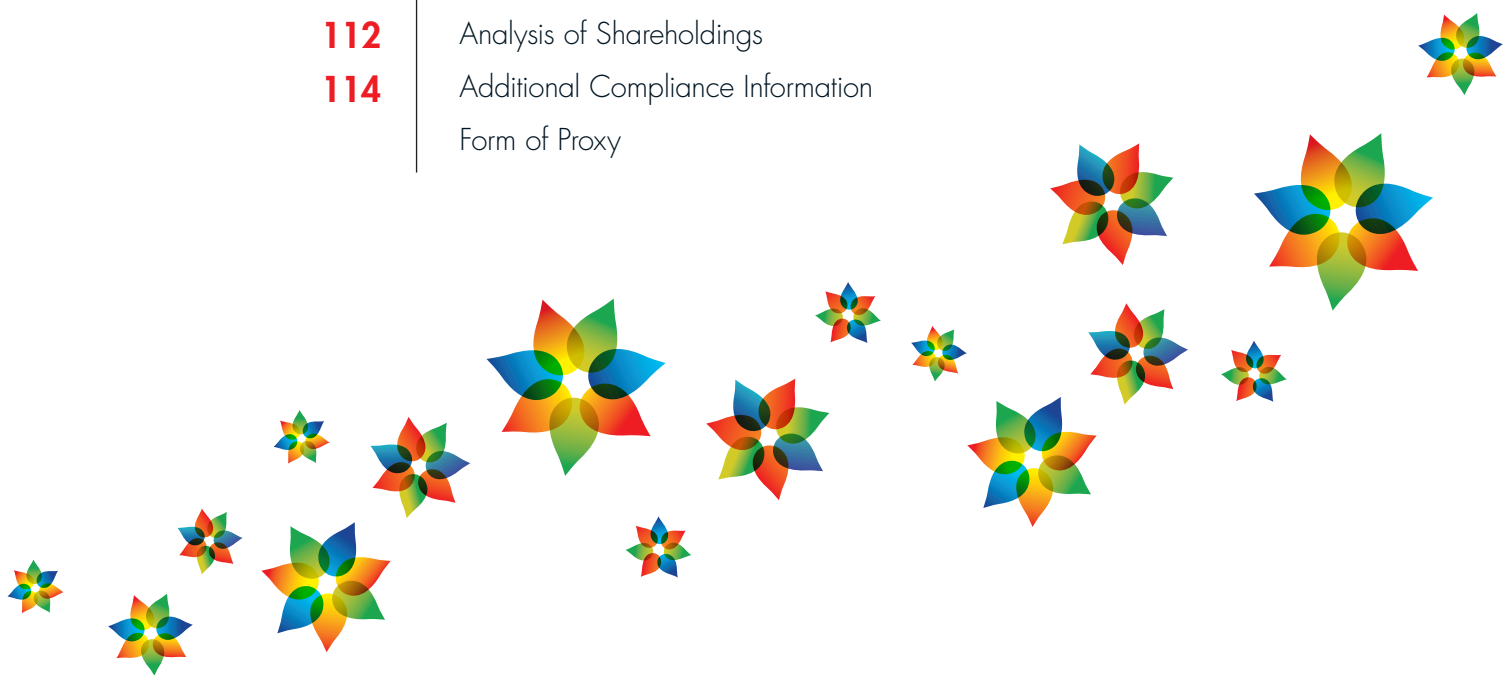 112 Analysis of Shareholdings
114 Additional Compliance Information
Form of Proxy